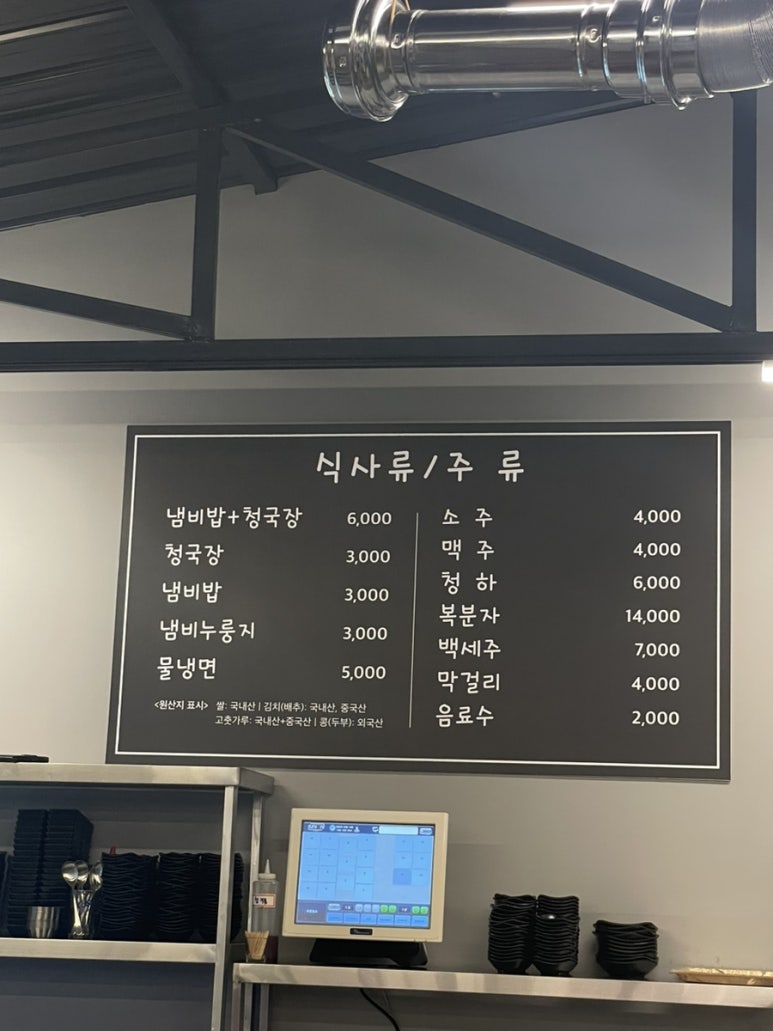 식사류/주 류
냄비밥+청국장 6,000
청국장 3,000
냄비밥 3,000
냄비누룽지 3,000
물냉면 5,000
<원산지 표시> 쌀: 국내산 | 김치(배추): 국내산, 중국산
고춧가루: 국내산+중국산 | 콩(두부): 외국산
소 주 4,000
맥 주 4,000
청 하 6,000
복분자 14,000
백세주 7,000
막걸리 4,000
음료수 2,000